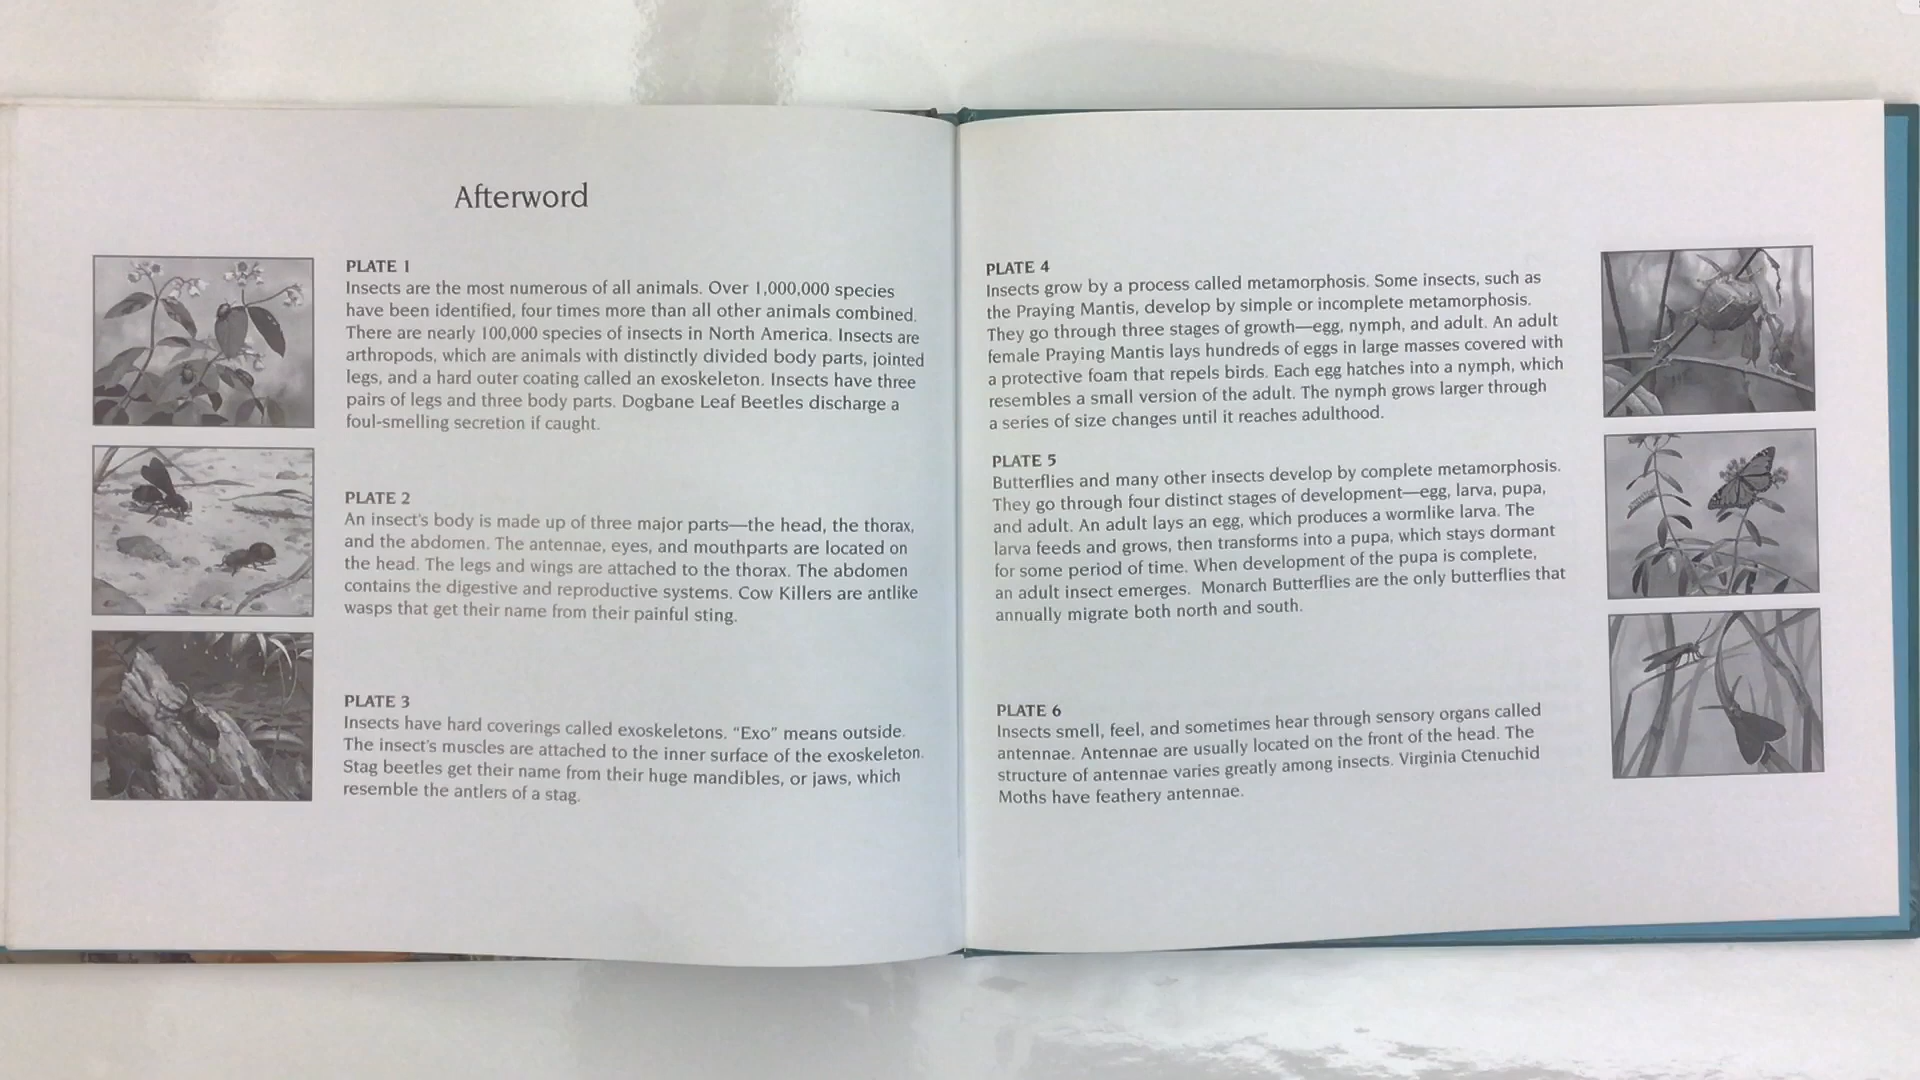 Afterword
PLATE 1
Insects are the most numerous of all animals. Over 1,000,000 species
have been identified, four times more than all other animals combined.
There are nearly 100,000 species of insects in North America. Insects are
arthropods, which are animals with distinctly divided body parts, jointed
legs, and a hard outer coating called an exoskeleton. Insects have three
pairs of legs and three body parts. Dogbane Leaf Beetles discharge a
foul-smelling secretion if caught.
PLATE 2
An insect's body is made up of three major parts—the head, the thorax,
and the abdomen. The antennae, eyes, and mouthparts are located on
the head. The legs and wings are attached to the thorax. The abdomen
contains the digestive and reproductive systems. Cow Killers are antlike
wasps that get their name from their painful sting.
PLATE 3
Insects have hard coverings called exoskeletons. “Exo” means outside.
The insect's muscles are attached to the inner surface of the exoskeleton.
Stag beetles get their name from their huge mandibles, or jaws, which
resemble the antlers of a stag.
PLATE 4
Insects grow by a process called metamorphosis. Some insects, such as
the Praying Mantis, develop by simple or incomplete metamorphosis.
They go through three stages of growth—egg, nymph, and adult. An adult
female Praying Mantis lays hundreds of eggs in large masses covered with
a protective foam that repels birds. Each egg hatches into a nymph, which
resembles a small version of the adult. The nymph grows larger through
a series of size changes until it reaches adulthood.
PLATE 5
Butterflies and many other insects develop by complete metamorphosis.
They go through four distinct stages of development—egg, larva, pupa,
and adult. An adult lays an egg, which produces a wormlike larva. The
larva feeds and grows, then transforms into a pupa, which stays dormant
for some period of time. When development of the pupa is complete,
an adult insect emerges. Monarch Butterflies are the only butterflies that
annually migrate both north and south.
PLATE 6
Insects smell, feel, and sometimes hear through sensory organs called
antennae. Antennae are usually located on the front of the head. The
structure of antennae varies greatly among insects. Virginia Ctenuchid
Moths have feathery antennae.